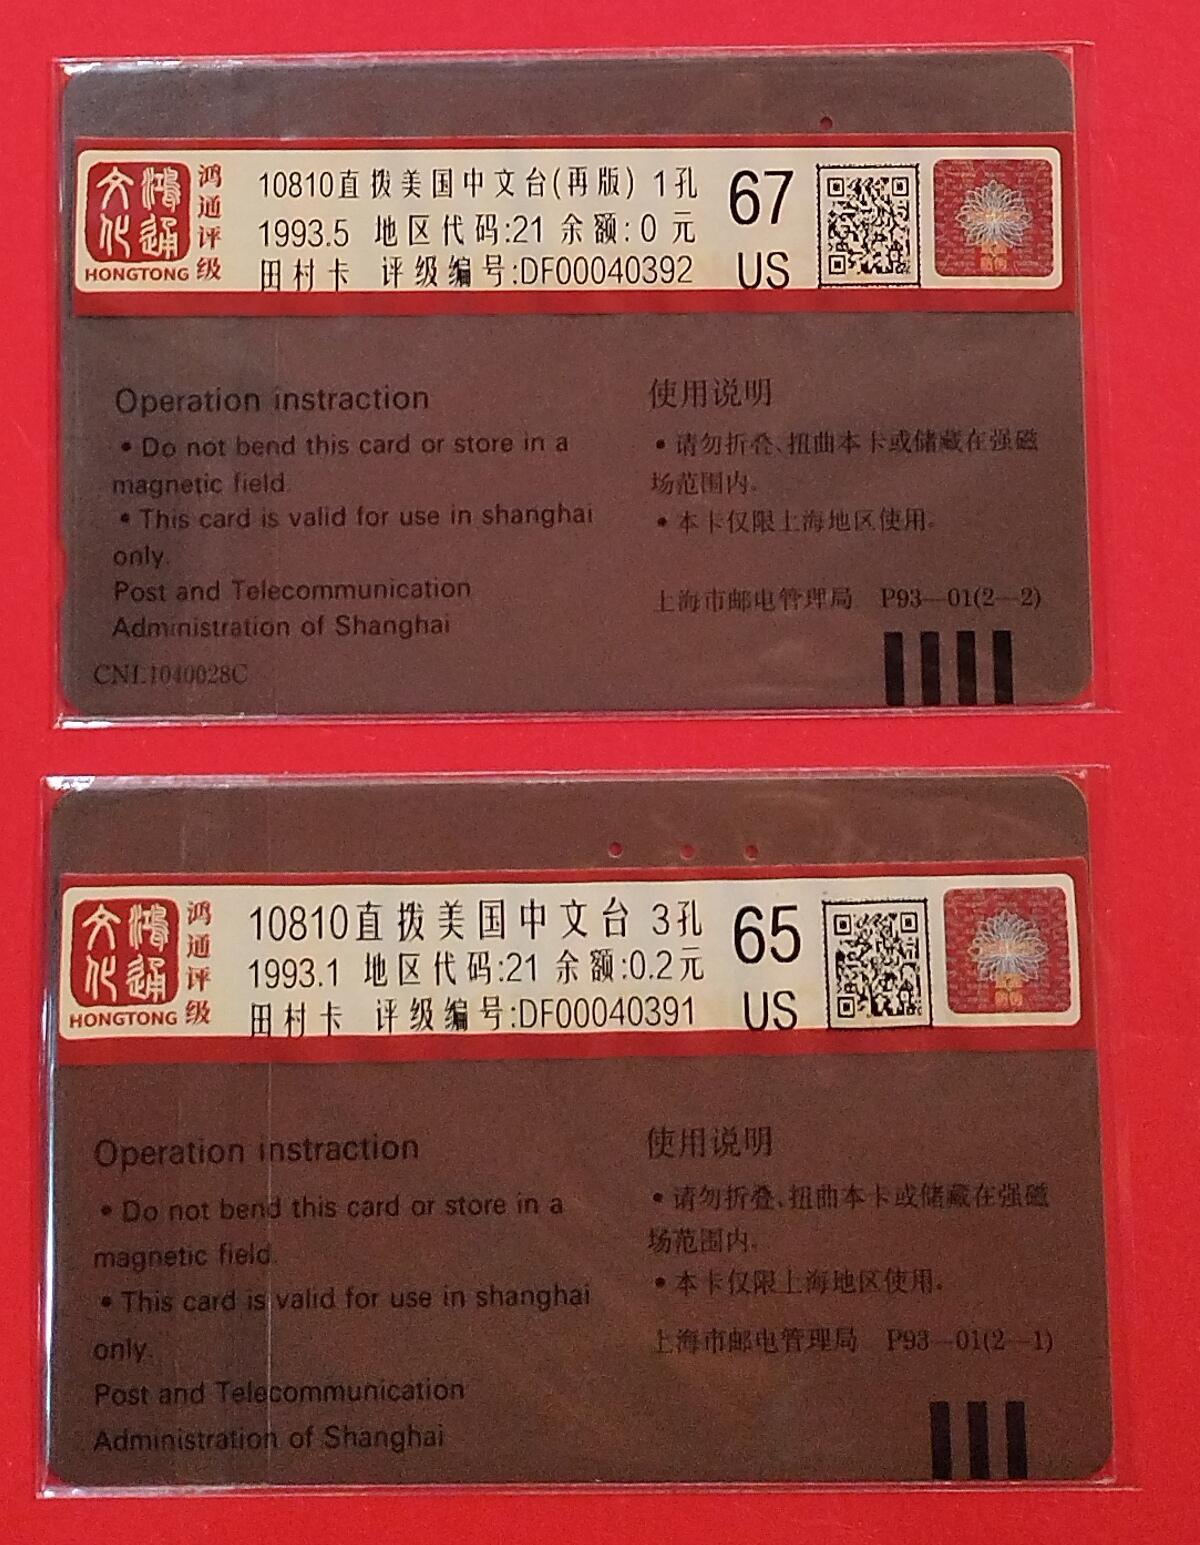 鸿通文化
HONGTONG
鸿通评级
10810直拨美国中文台(再版) 1孔
1993.5 地区代码:21 余额:0 元
田村卡 评级编号:DF00040392
67
US
Operation instraction
• Do not bend this card or store in a
magnetic field.
• This card is valid for use in shanghai
only.
Post and Telecommunication
Administration of Shanghai
CNL1040028C
使用说明
• 请勿折叠、扭曲本卡或储藏在强磁
场范围内。
• 本卡仅限上海地区使用。
上海市邮电管理局 P93—01(2—2)
鸿通文化
HONGTONG
鸿通评级
10810直拨美国中文台 3孔
1993.1 地区代码:21 余额:0.2元
田村卡 评级编号:DF00040391
65
US
Operation instraction
• Do not bend this card or store in a
magnetic field.
• This card is valid for use in shanghai
only.
Post and Telecommunication
Administration of Shanghai
使用说明
• 请勿折叠、扭曲本卡或储藏在强磁
场范围内。
• 本卡仅限上海地区使用。
上海市邮电管理局 P93—01(2—1)